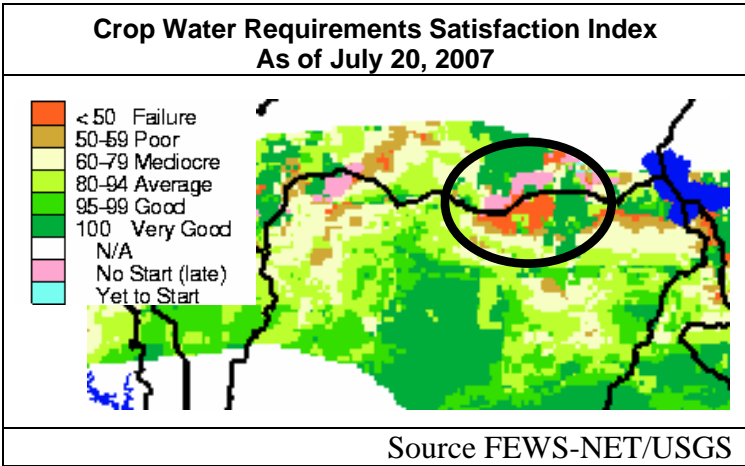 Crop Water Requirements Satisfaction Index
As of July 20, 2007
< 50 Failure
50-59 Poor
60-79 Mediocre
80-94 Average
95-99 Good
100 Very Good
N/A
No Start (late)
Yet to Start
Source FEWS-NET/USGS